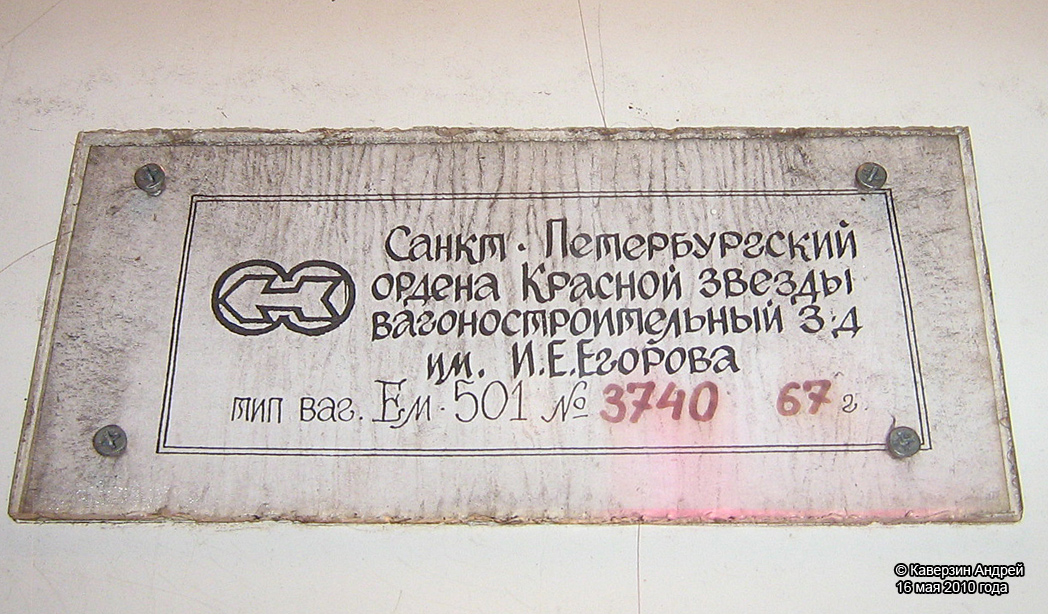 Санкт · Петербургский
ордена Красной звезды
вагоностроительный з-д
им. И.Е.Егорова
тип ваг. Ем · 501 № 3740 67 г.
© Каверзин Андрей
16 мая 2010 года